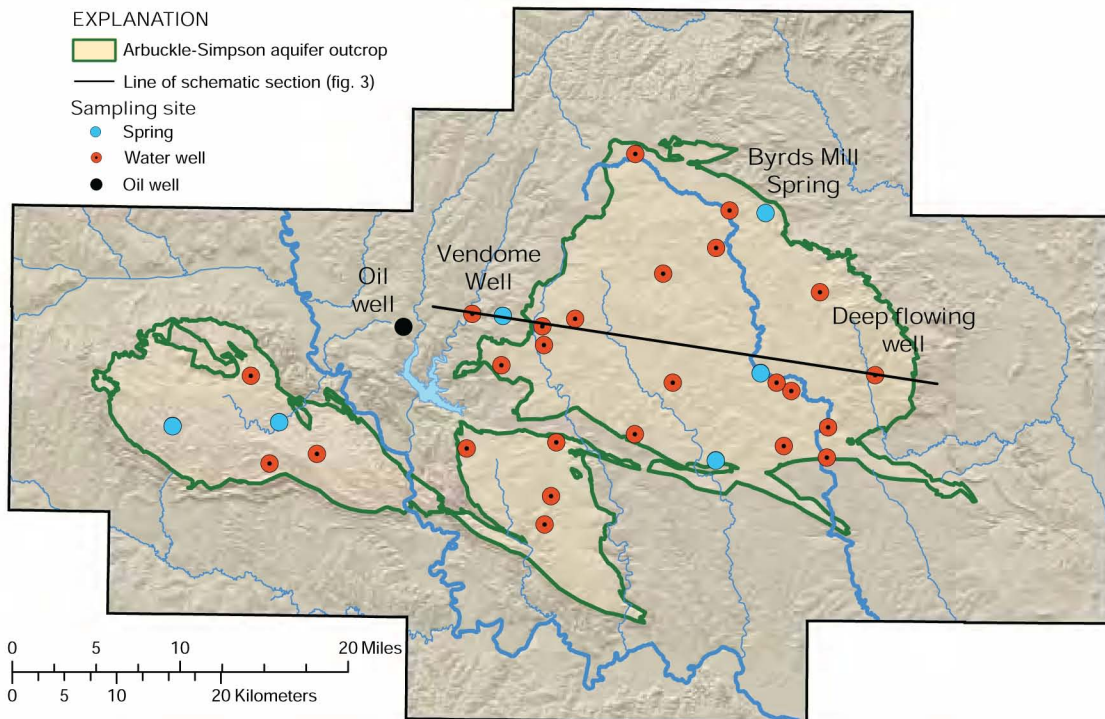 EXPLANATION
Arbuckle-Simpson aquifer outcrop
Line of schematic section (fig. 3)
Sampling site
Spring
Water well
Oil well
Byrds Mill
Spring
Vendome
Well
Oil
well
Deep flowing
well
0 5 10 20 Miles
0 5 10 20 Kilometers